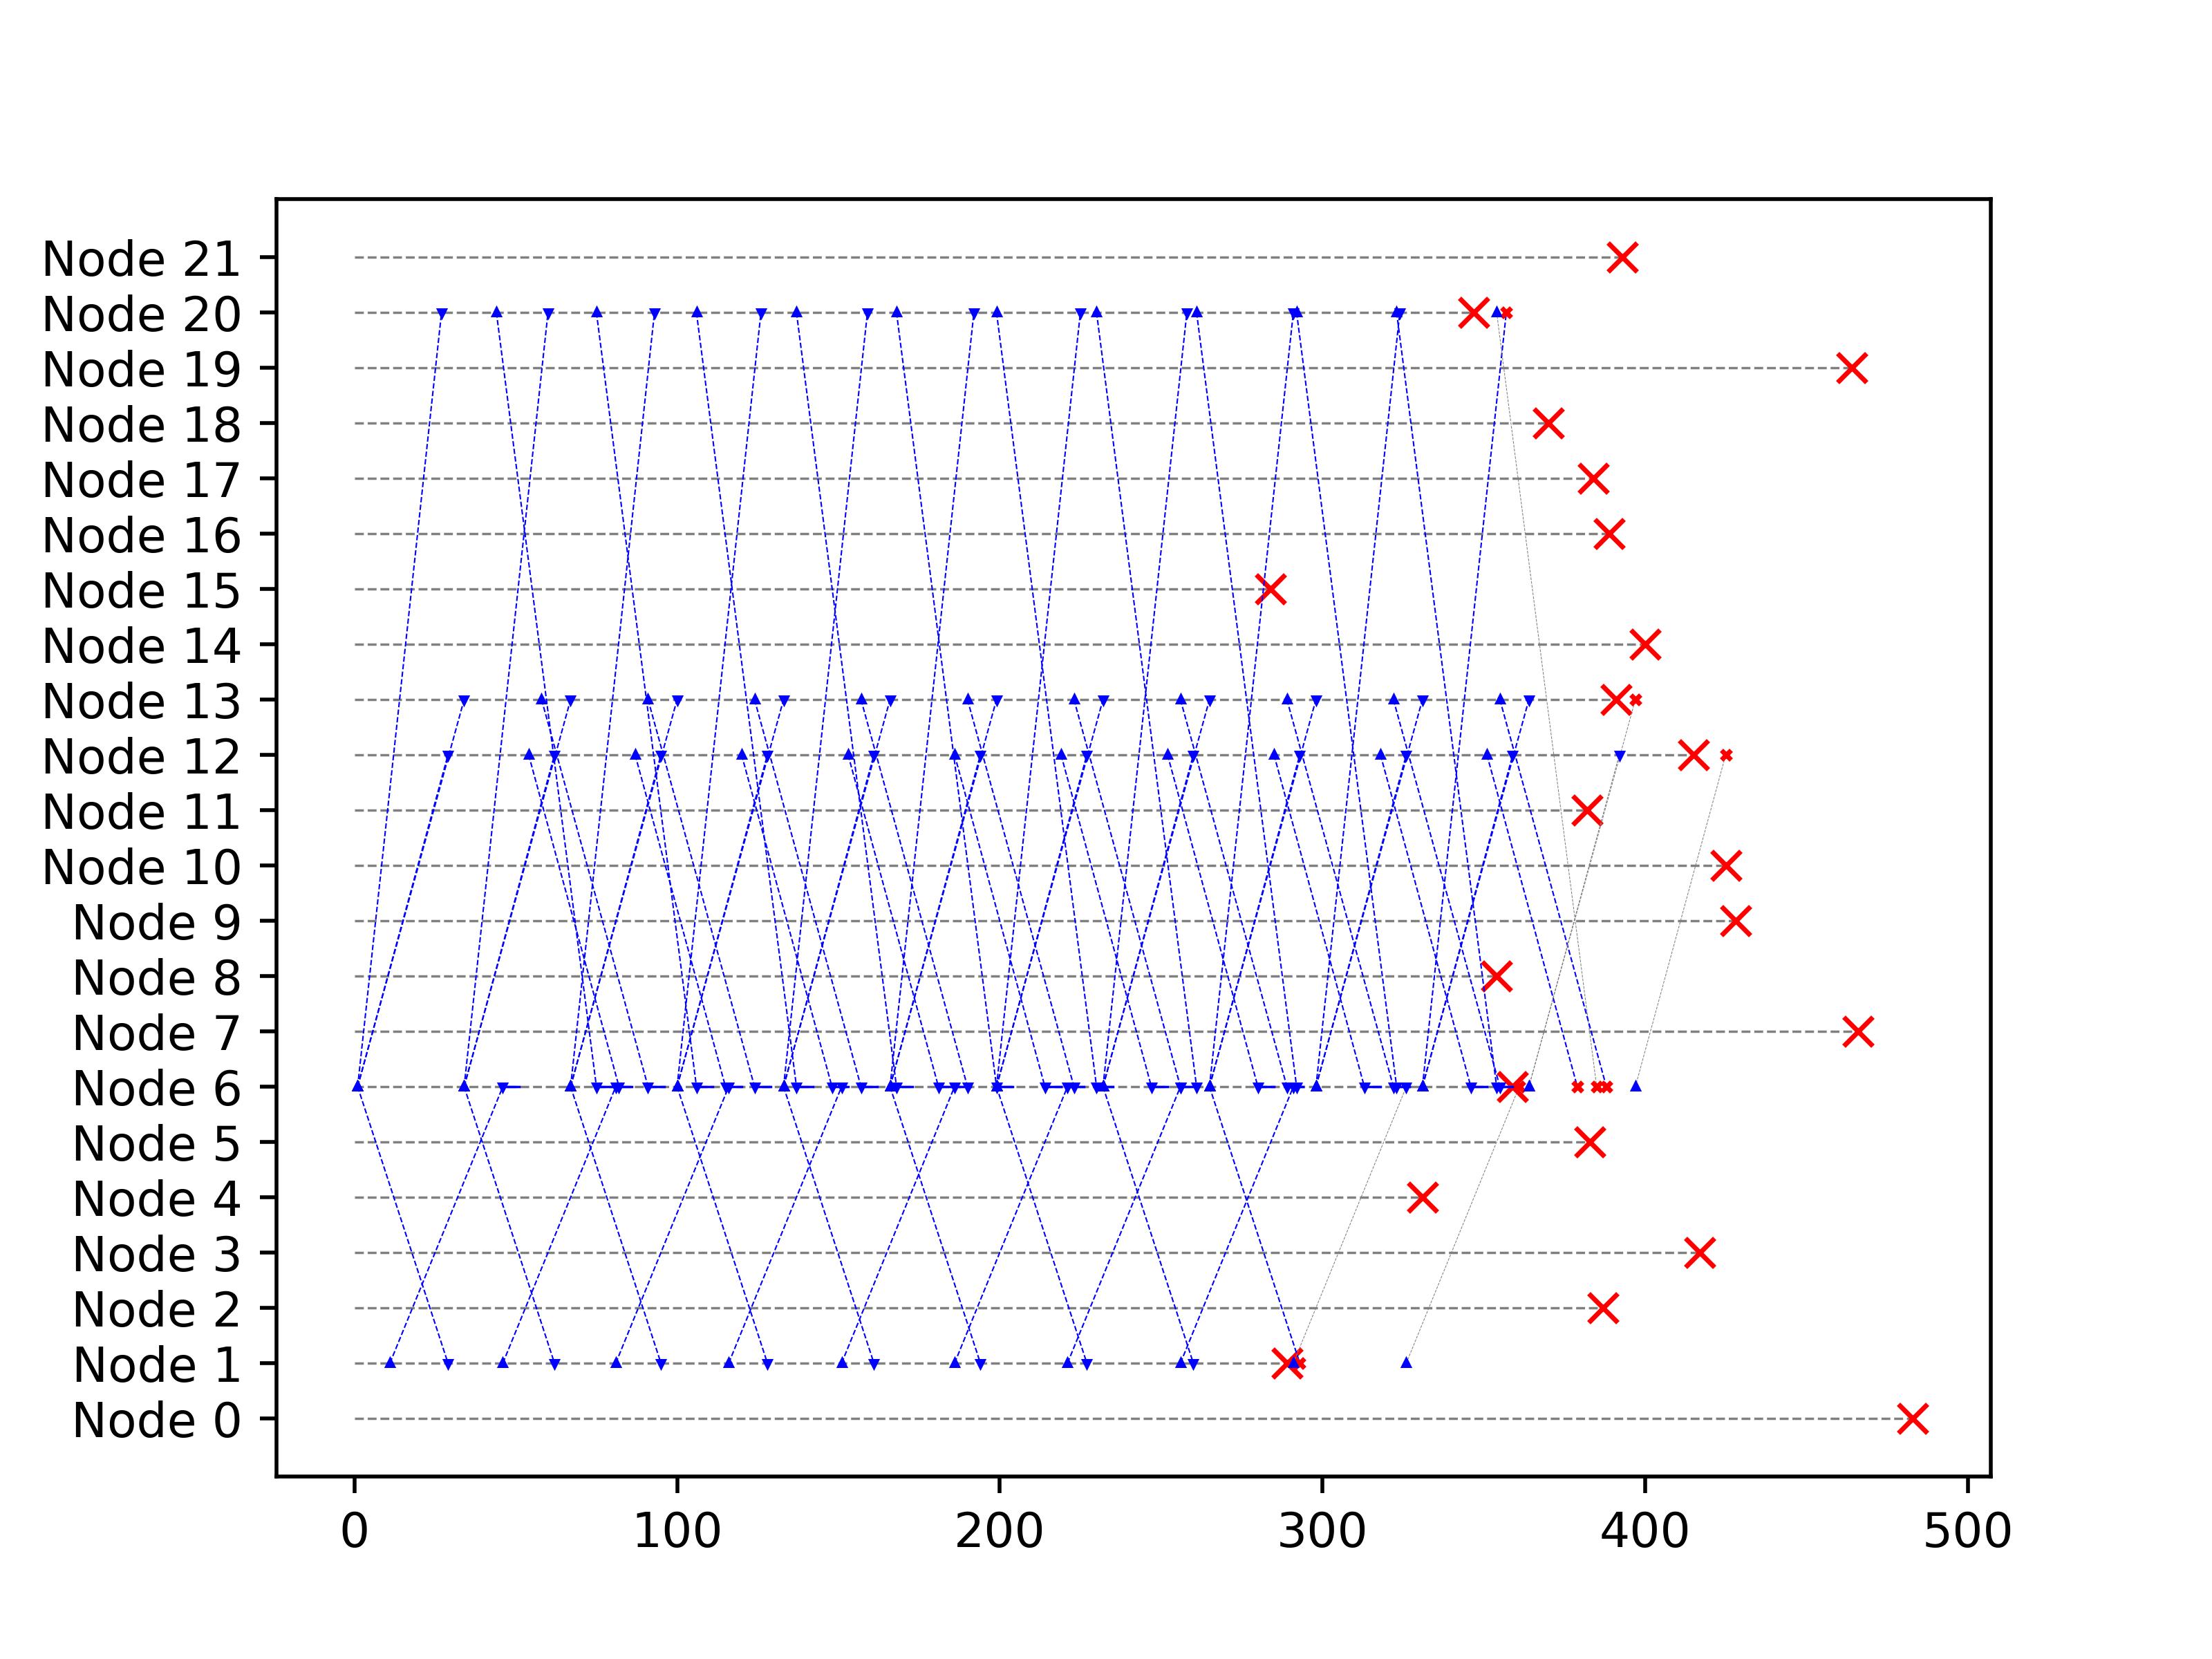 Node 21
Node 20
Node 19
Node 18
Node 17
Node 16
Node 15
Node 14
Node 13
Node 12
Node 11
Node 10
Node 9
Node 8
Node 7
Node 6
Node 5
Node 4
Node 3
Node 2
Node 1
Node 0
0 100 200 300 400 500